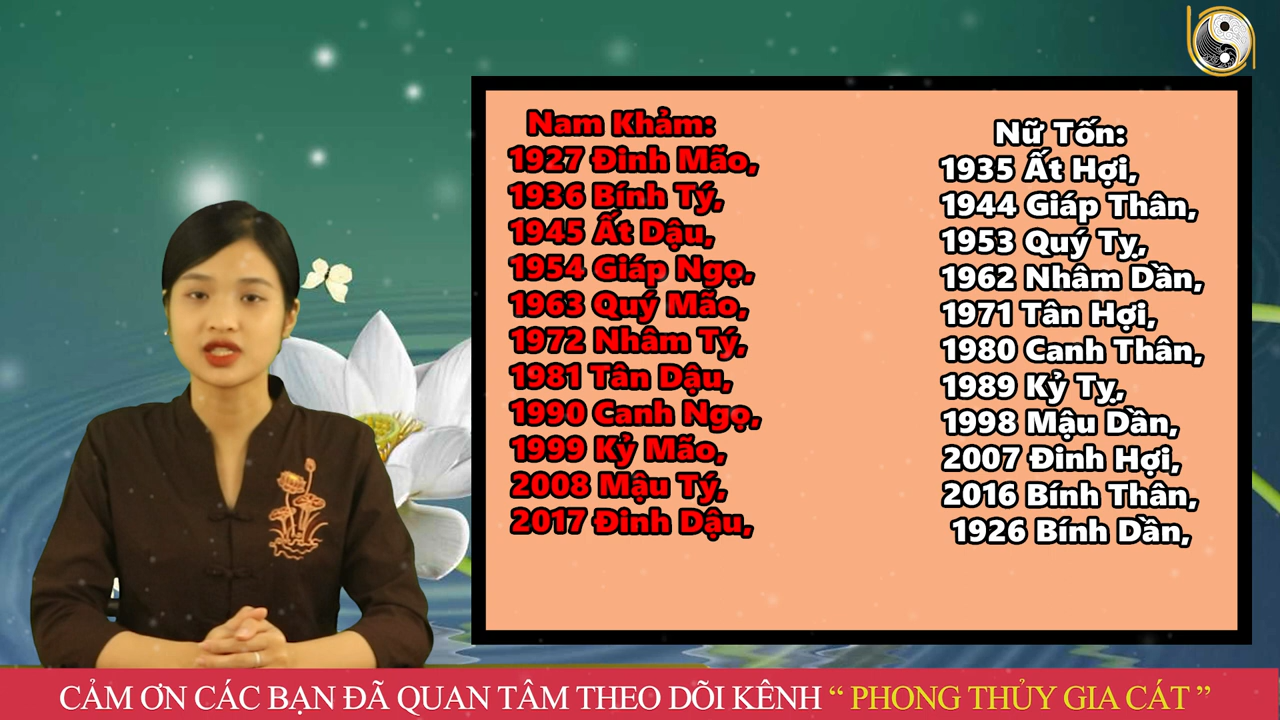 Nam Khảm:
1927 Đinh Mão,
1936 Bính Tý,
1945 Ất Dậu,
1954 Giáp Ngọ,
1963 Quý Mão,
1972 Nhâm Tý,
1981 Tân Dậu,
1990 Canh Ngọ,
1999 Kỷ Mão,
2008 Mậu Tý,
2017 Đinh Dậu,
Nữ Tốn:
1935 Ất Hợi,
1944 Giáp Thân,
1953 Quý Tỵ,
1962 Nhâm Dần,
1971 Tân Hợi,
1980 Canh Thân,
1989 Kỷ Tỵ,
1998 Mậu Dần,
2007 Đinh Hợi,
2016 Bính Thân,
1926 Bính Dần,
CẢM ƠN CÁC BẠN ĐÃ QUAN TÂM THEO DÕI KÊNH “ PHONG THỦY GIA CÁT ”